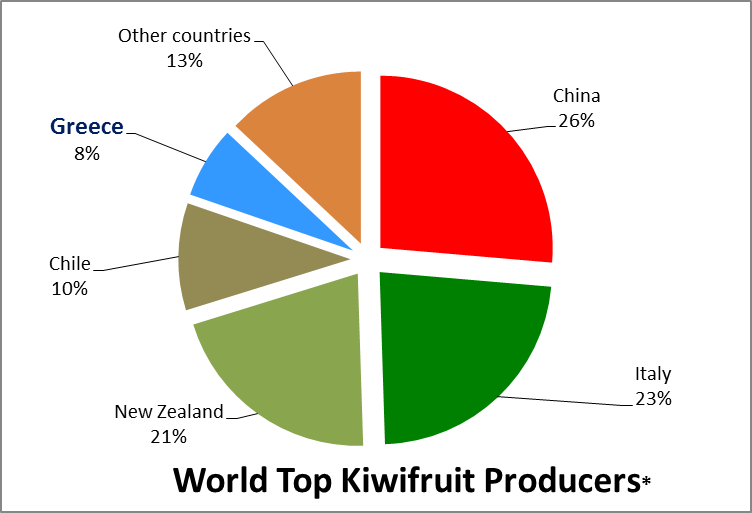 Other countries
13%
China
26%
Greece
8%
Chile
10%
Italy
23%
New Zealand
21%
World Top Kiwifruit Producers*